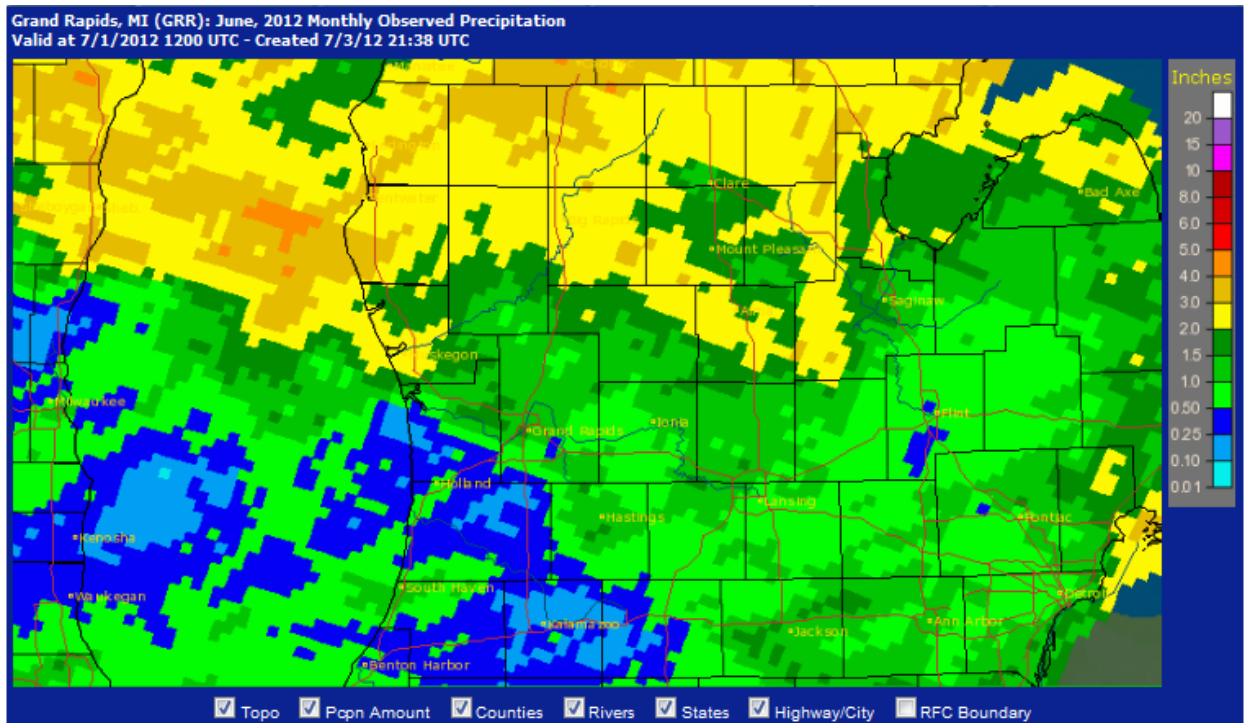 Grand Rapids, MI (GRR): June, 2012 Monthly Observed Precipitation
Valid at 7/1/2012 1200 UTC - Created 7/3/12 21:38 UTC
Inches
20
15
10
8.0
6.0
5.0
4.0
3.0
2.0
1.5
1.0
0.50
0.25
0.10
0.01
Clare
Bad Axe
Mount Pleasan
Saginaw
Muskegon
Milwaukee
Flint
Grand Rapids
Ionia
Holland
Lansing
Hastings
Pontiac
Kenosha
South Haven
Waukegan
Detroi
Kalamazoo
Ann Arbor
Jackson
Benton Harbor
Topo Pcpn Amount Counties Rivers States Highway/City RFC Boundary